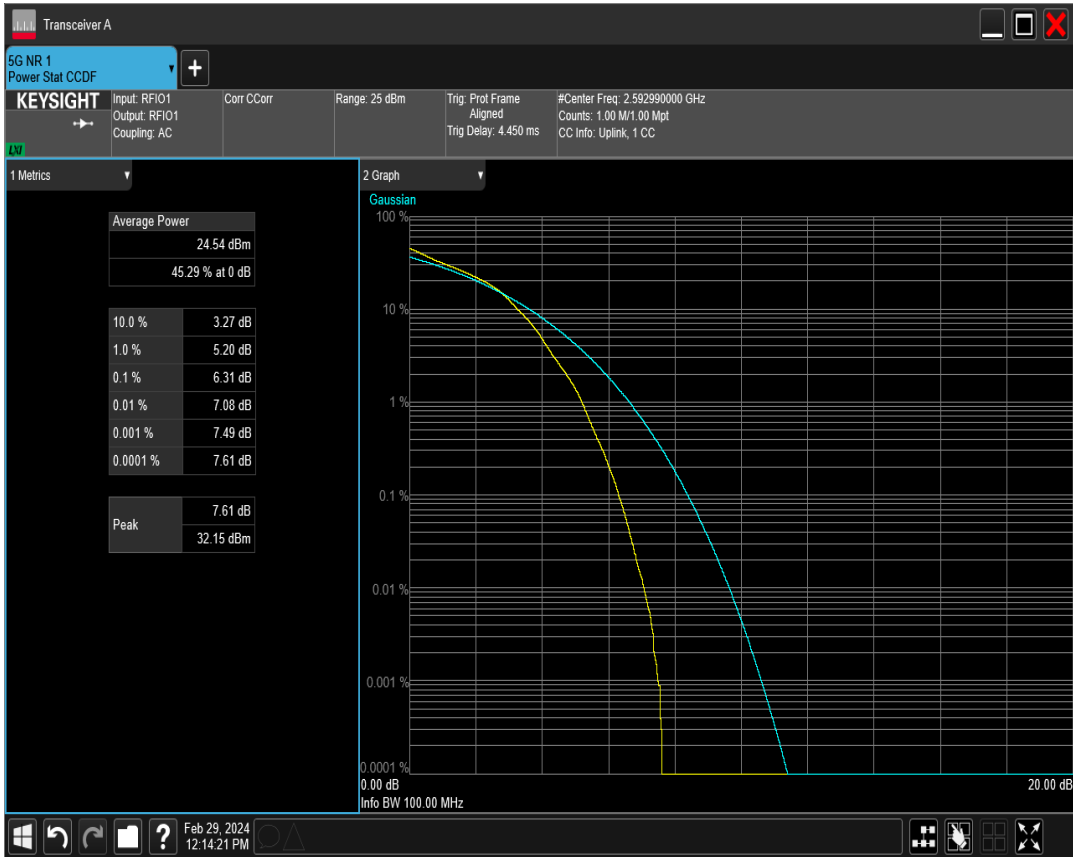 Transceiver A
5G NR 1
Power Stat CCDF
+
KEYSIGHT
LXI
Input: RFIO1
Output: RFIO1
Coupling: AC
Corr CCorr
Range: 25 dBm
Trig: Prot Frame
Aligned
Trig Delay: 4.450 ms
#Center Freq: 2.592990000 GHz
Counts: 1.00 M/1.00 Mpt
CC Info: Uplink, 1 CC
1 Metrics
Average Power
24.54 dBm
45.29 % at 0 dB
10.0 % 3.27 dB
1.0 % 5.20 dB
0.1 % 6.31 dB
0.01 % 7.08 dB
0.001 % 7.49 dB
0.0001 % 7.61 dB
Peak
7.61 dB
32.15 dBm
2 Graph
Gaussian
100 %
10 %
1 %
0.1 %
0.01 %
0.001 %
0.0001 %
0.00 dB 20.00 dB
Info BW 100.00 MHz
?
Feb 29, 2024
12:14:21 PM